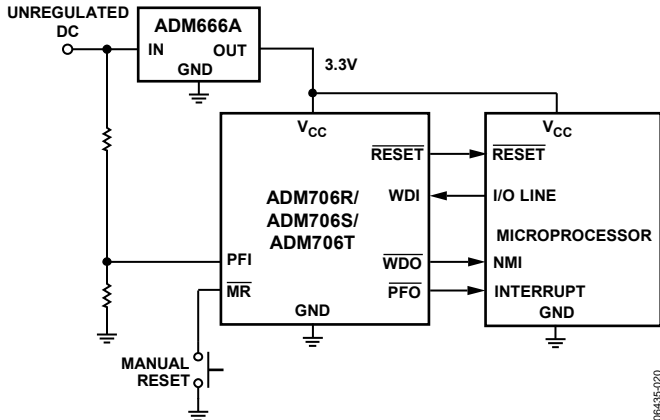 UNREGULATED
DC
ADM666A
IN
OUT
GND
3.3V
VCC
RESET
WDI
ADM706R/
ADM706S/
ADM706T
PFI
WDO
MR
PFO
GND
VCC
RESET
I/O LINE
MICROPROCESSOR
NMI
INTERRUPT
GND
MANUAL
RESET
06435-020